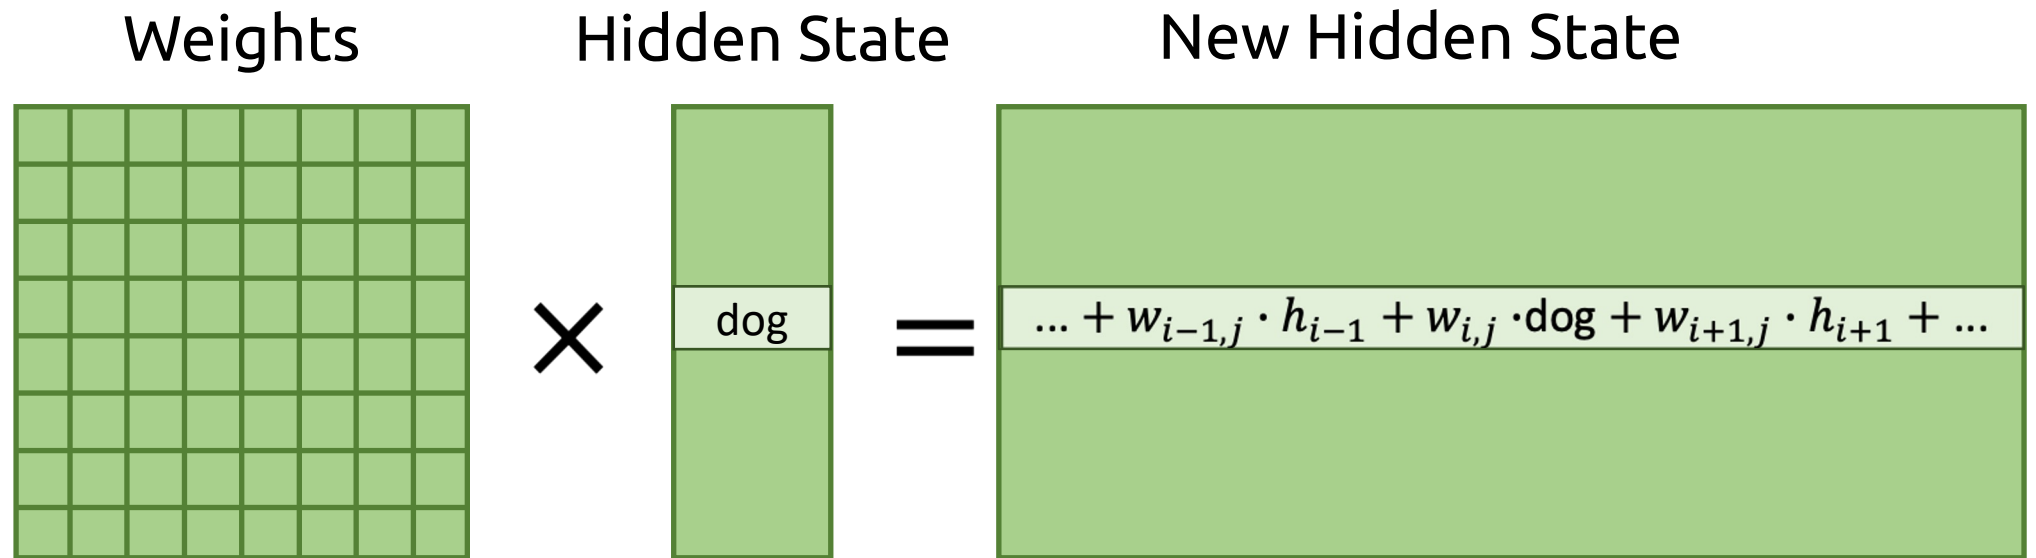 Weights
Hidden State
New Hidden State
×
dog
=
... + w_{i−1,j} · h_{i−1} + w_{i,j} ·dog + w_{i+1,j} · h_{i+1} + ...